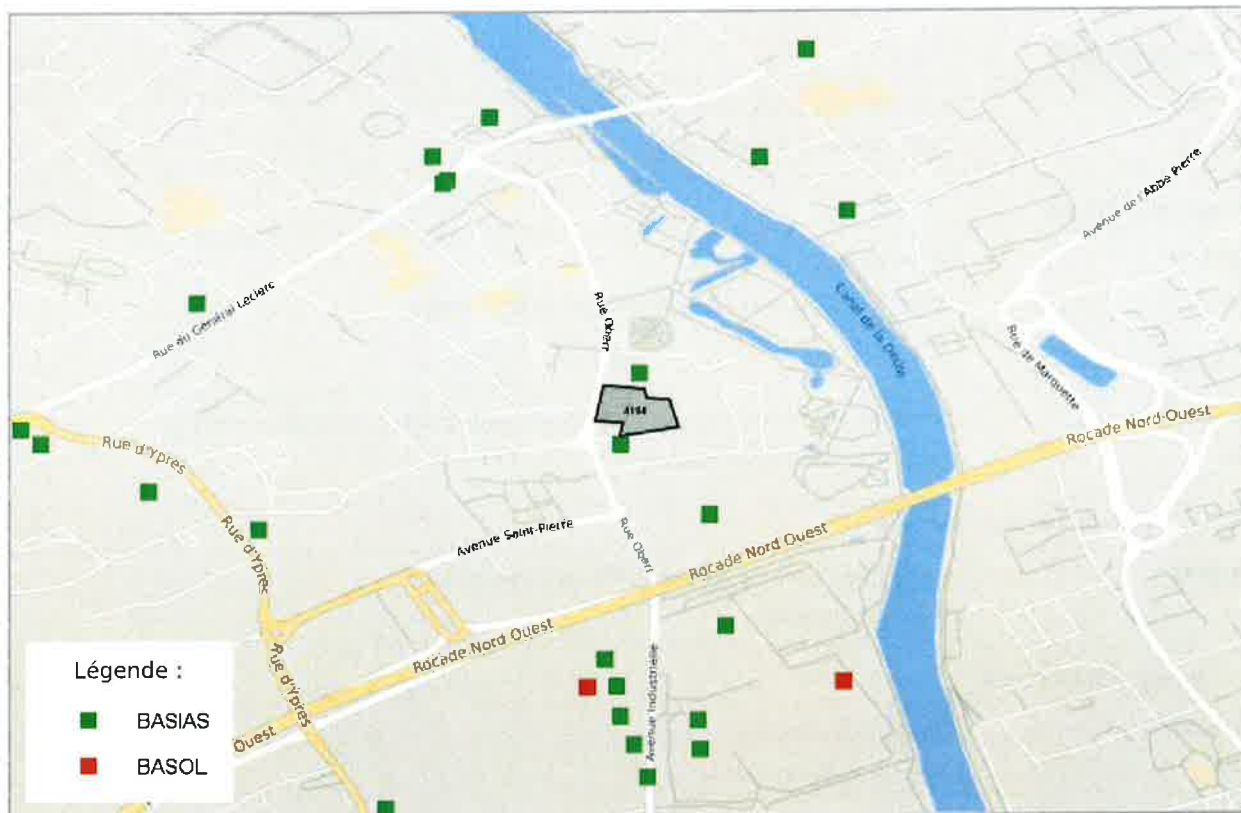 Avenue de l'Abbé Pierre
Rue du Général Leclerc
Rue Obert
Canal de la Deûle
Rue de Marquette
4194
Rocade Nord-Ouest
Rue d'Ypres
Rue d'Ypres
Avenue Saint-Pierre
Rue Obert
Rocade Nord Ouest
Rocade Nord Ouest
Rue d'Ypres
Avenue Industrielle
Ouest
Légende :
BASIAS
BASOL